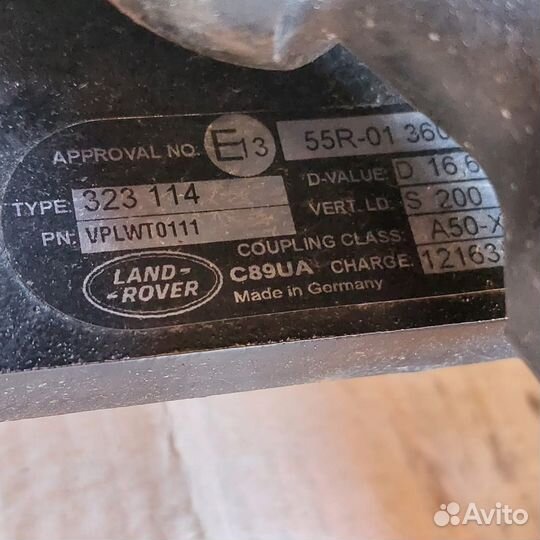 APPROVAL NO. E13 55R-01 360
D-VALUE: D 16,6
TYPE: 323 114
VERT. LD: S 200
PN: VPLWT0111
COUPLING CLASS: A50-X
LAND-
-ROVER
C89UA CHARGE: 12163
Made in Germany
Avito